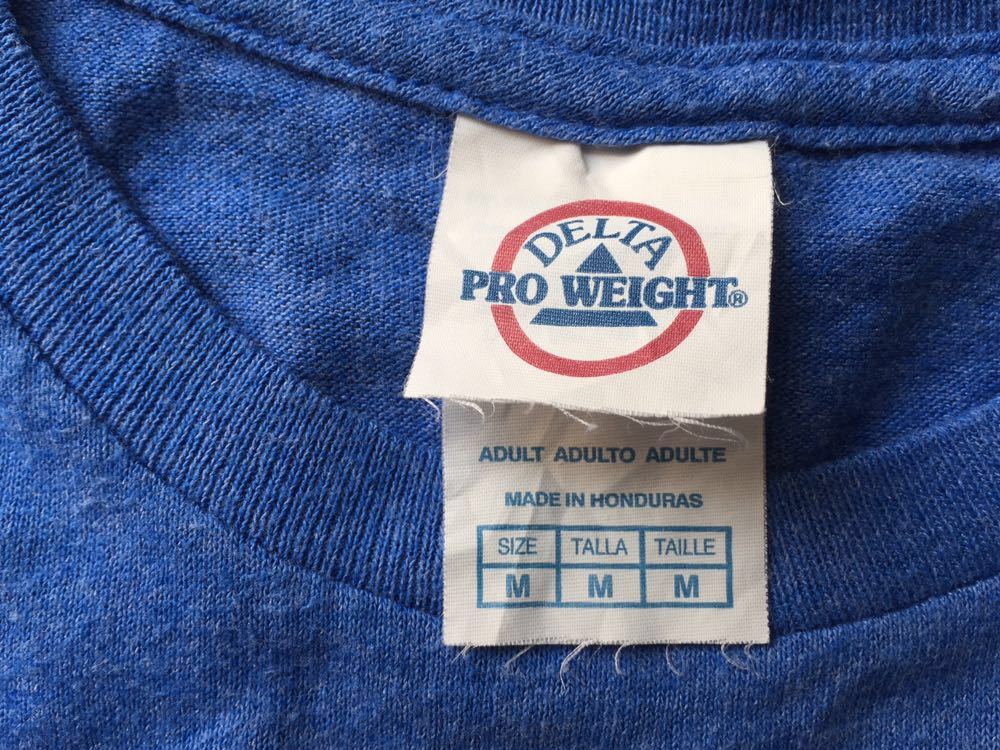 DELTA
PRO WEIGHT®
ADULT ADULTO ADULTE
MADE IN HONDURAS
SIZE TALLA TAILLE
M M M